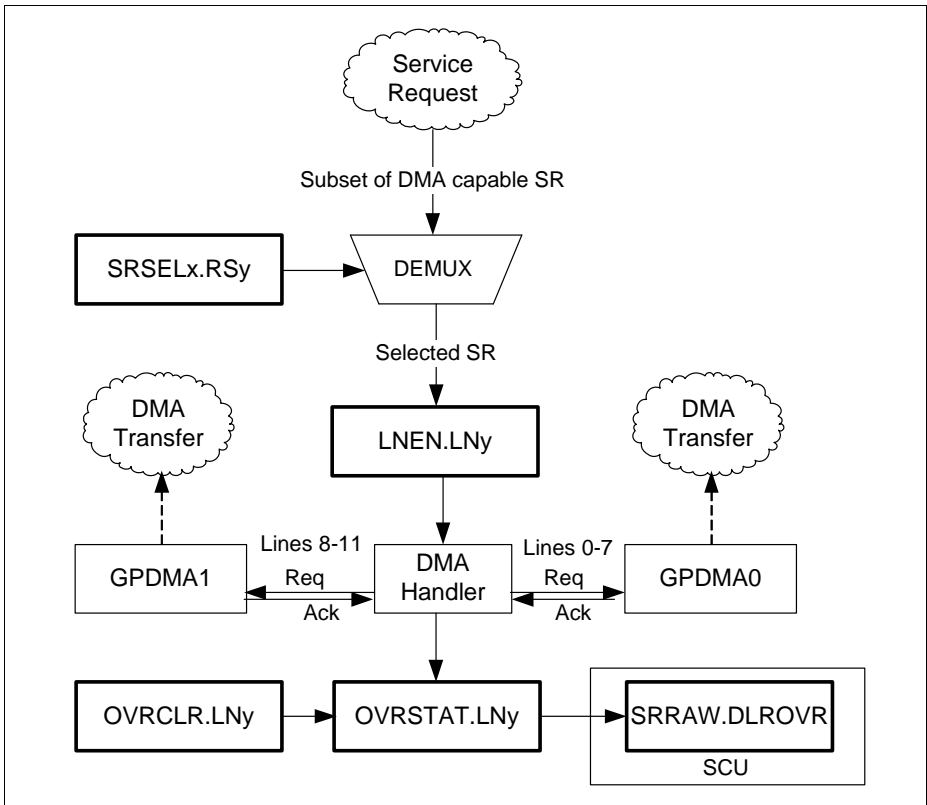 Service
Request
Subset of DMA capable SR
SRSELx.RSy
DEMUX
Selected SR
DMA
Transfer
LNEN.LNy
DMA
Transfer
Lines 8-11
Lines 0-7
GPDMA1
Req
Ack
DMA
Handler
Req
Ack
GPDMA0
OVRCLR.LNy
OVRSTAT.LNy
SRRAW.DLROVR
SCU